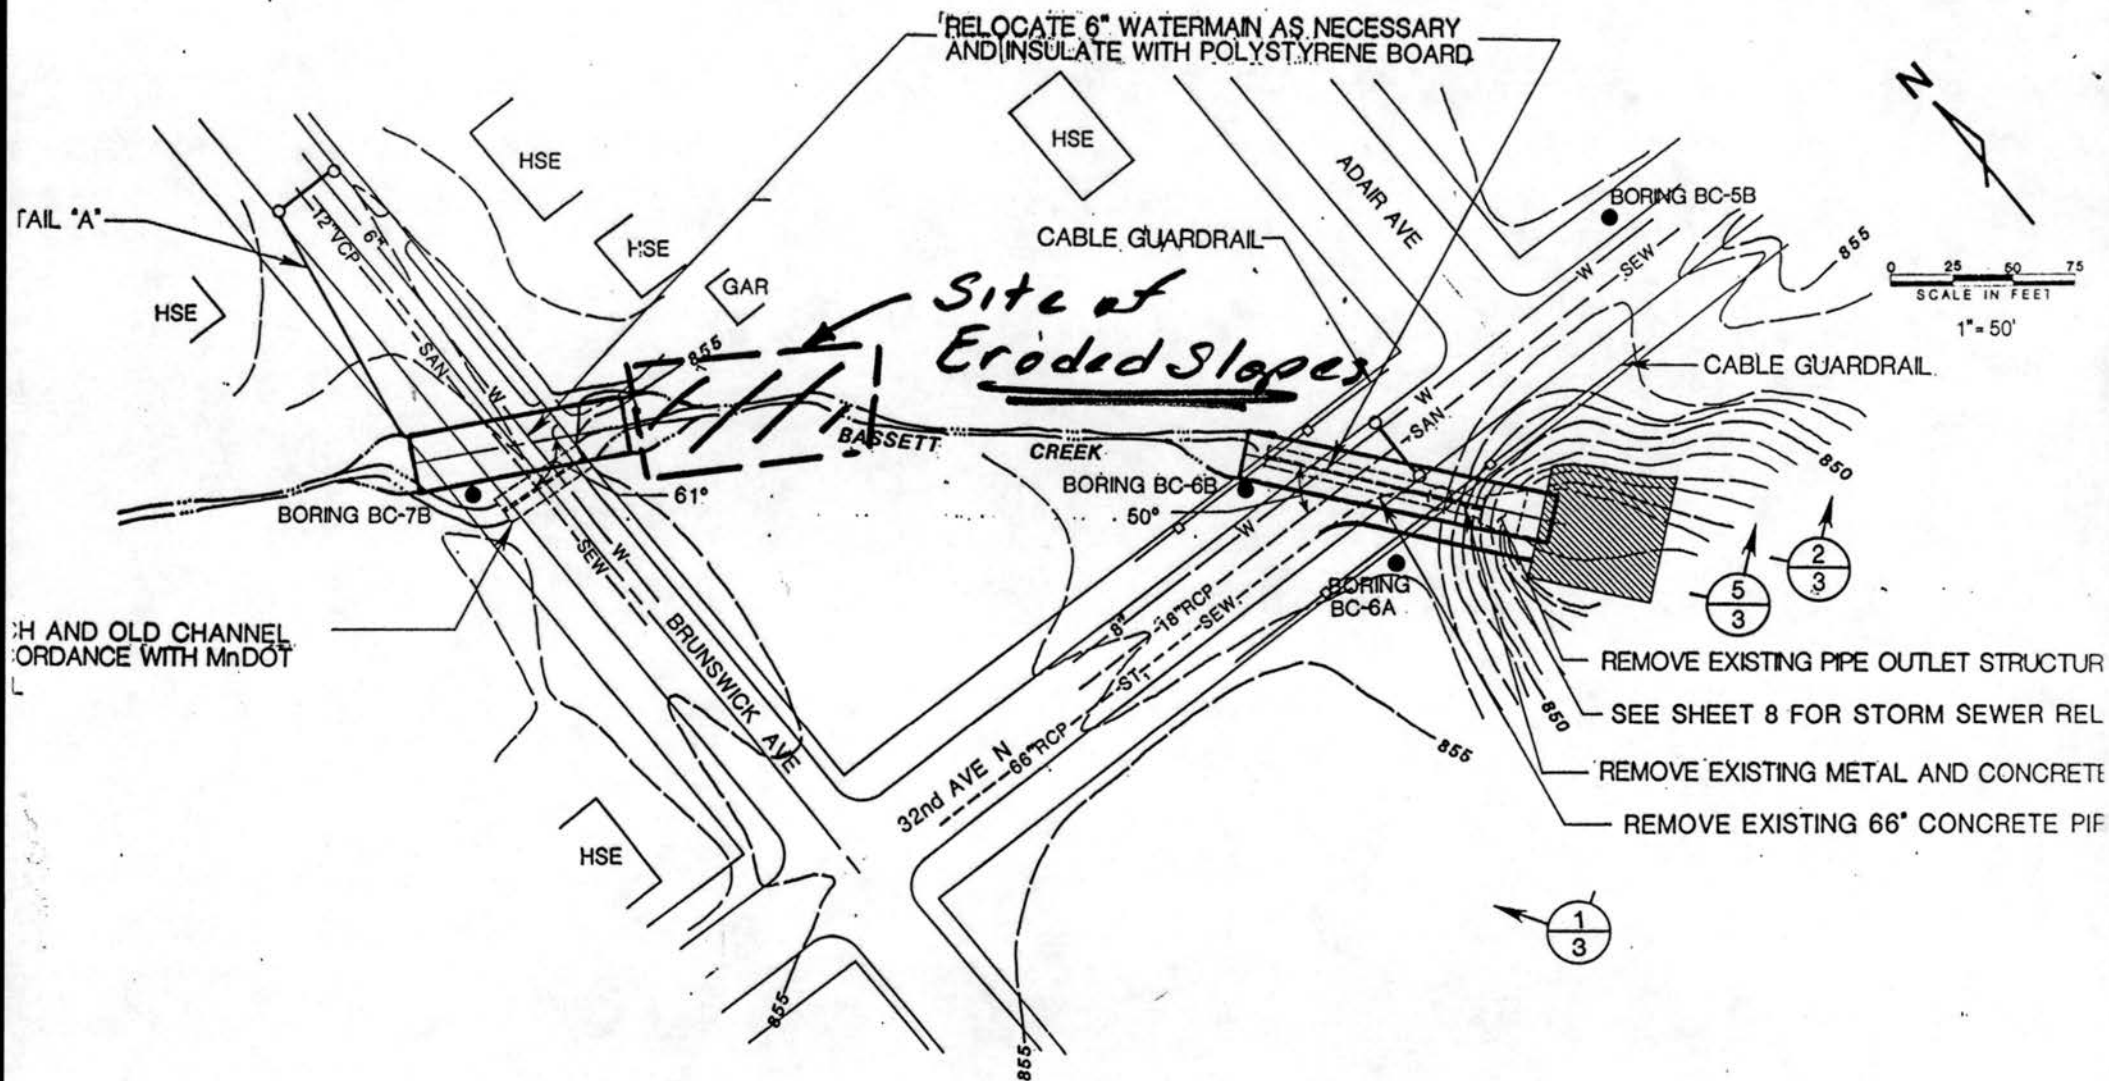 RELOCATE 6" WATERMAIN AS NECESSARY
AND INSULATE WITH POLYSTYRENE BOARD
N
HSE
HSE
HSE
HSE
GAR
TAIL "A"
12" VCP
6"
SAN
W
ADAIR AVE
BORING BC-5B
CABLE GUARDRAIL
W
SEW
855
0 25 50 75
SCALE IN FEET
1" = 50'
Site of
Eroded Slopes
855
CABLE GUARDRAIL
W
SAN
BASSETT
CREEK
850
BORING BC-7B
61°
BORING BC-6B
50°
W
SEW
W
BORING
BC-6A
2
3
5
3
8"
18" RCP
ST.
SEW.
CH AND OLD CHANNEL
ORDANCE WITH MnDOT
L
BRUNSWICK AVE
REMOVE EXISTING PIPE OUTLET STRUCTUR
850
SEE SHEET 8 FOR STORM SEWER REL
855
REMOVE EXISTING METAL AND CONCRETE
32nd AVE N
66" RCP
REMOVE EXISTING 66" CONCRETE PIP
HSE
1
3
855
855